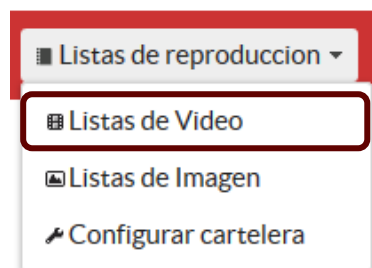 Listas de reproduccion
Listas de Video
Listas de Imagen
Configurar cartelera